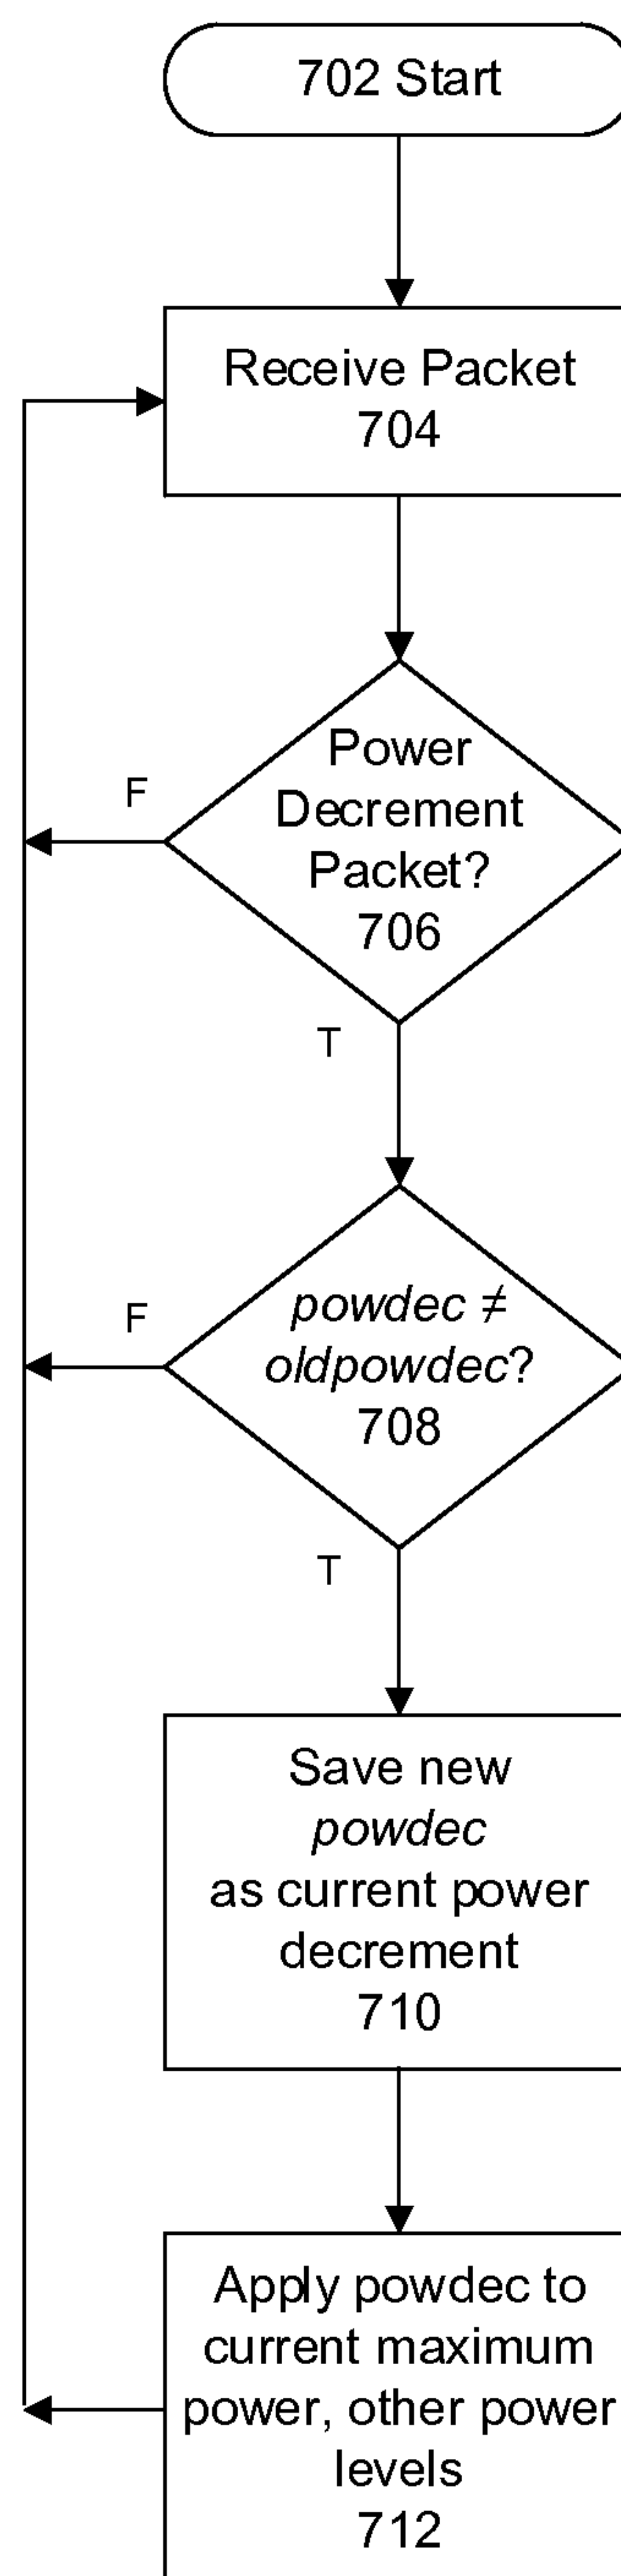 702 Start
Receive Packet
704
Power
Decrement
Packet?
706
F
T
powdec ≠
oldpowdec?
708
F
T
Save new
powdec
as current power
decrement
710
Apply powdec to
current maximum
power, other power
levels
712